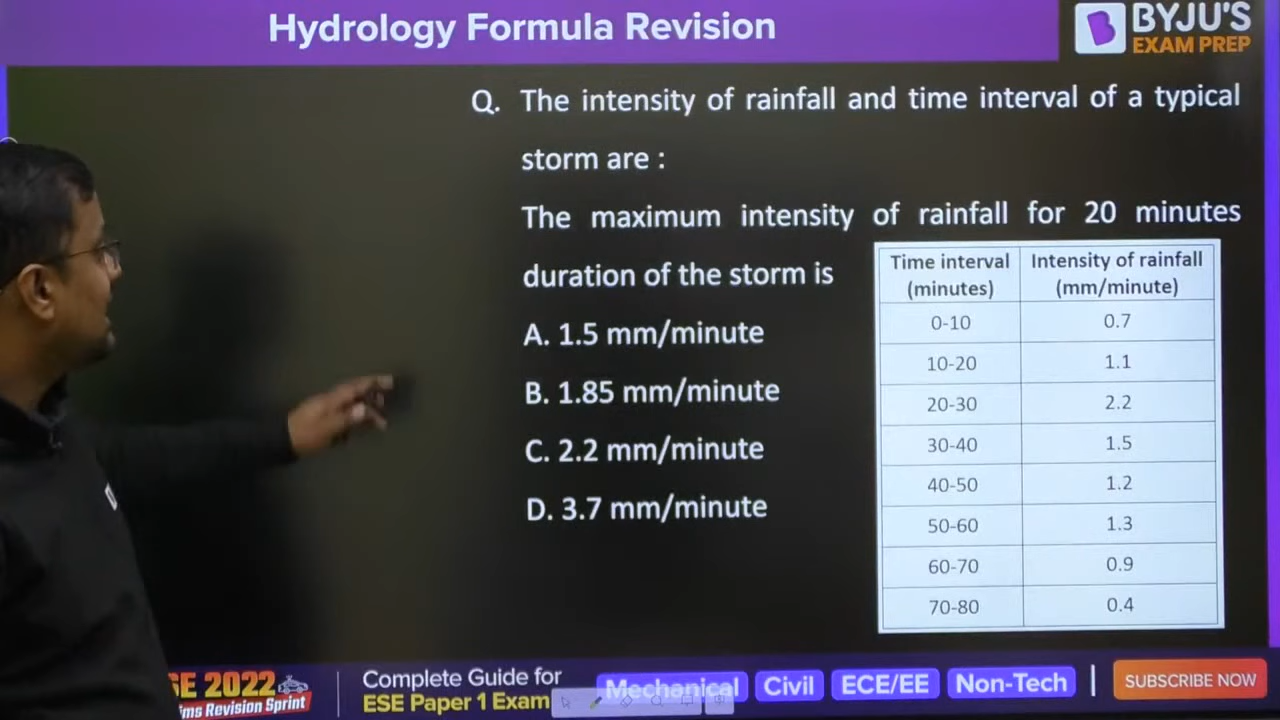 Hydrology Formula Revision
BYJU'S
EXAM PREP
Q. The intensity of rainfall and time interval of a typical
storm are :
The maximum intensity of rainfall for 20 minutes
duration of the storm is
A. 1.5 mm/minute
B. 1.85 mm/minute
C. 2.2 mm/minute
D. 3.7 mm/minute
Time interval (minutes) Intensity of rainfall (mm/minute)
0-10 0.7
10-20 1.1
20-30 2.2
30-40 1.5
40-50 1.2
50-60 1.3
60-70 0.9
70-80 0.4
SE 2022
ms Revision Sprint
Complete Guide for
ESE Paper 1 Exam
Mechanical Civil ECE/EE Non-Tech
SUBSCRIBE NOW